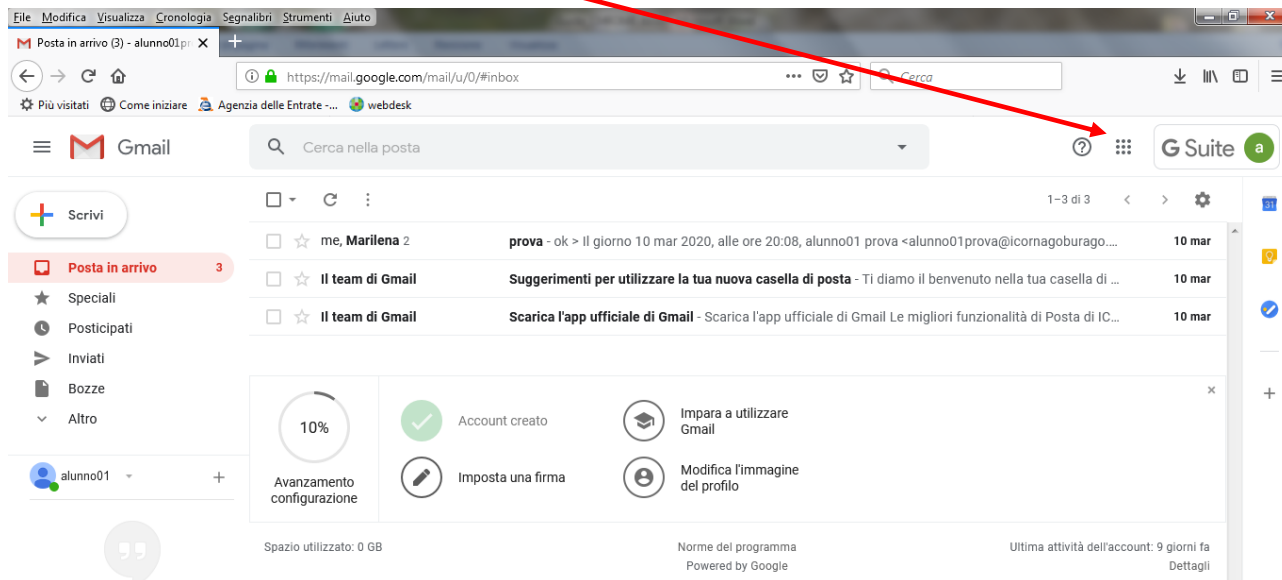 File Modifica Visualizza Cronologia Segnalibri Strumenti Aiuto
Posta in arrivo (3) - alunno01pr
https://mail.google.com/mail/u/0/#inbox
Cerca
Più visitati Come iniziare Agenzia delle Entrate -... webdesk
Gmail
Cerca nella posta
G Suite a
Scrivi
1–3 di 3
31
me, Marilena 2 prova - ok > Il giorno 10 mar 2020, alle ore 20:08, alunno01 prova <alunno01prova@icornagoburago.... 10 mar
Posta in arrivo 3
Il team di Gmail Suggerimenti per utilizzare la tua nuova casella di posta - Ti diamo il benvenuto nella tua casella di ... 10 mar
Speciali
Il team di Gmail Scarica l'app ufficiale di Gmail - Scarica l'app ufficiale di Gmail Le migliori funzionalità di Posta di IC... 10 mar
Posticipati
Inviati
Bozze
Altro
10%
Avanzamento
configurazione
Account creato
Impara a utilizzare
Gmail
Imposta una firma
Modifica l'immagine
del profilo
alunno01
Spazio utilizzato: 0 GB
Norme del programma
Powered by Google
Ultima attività dell'account: 9 giorni fa
Dettagli